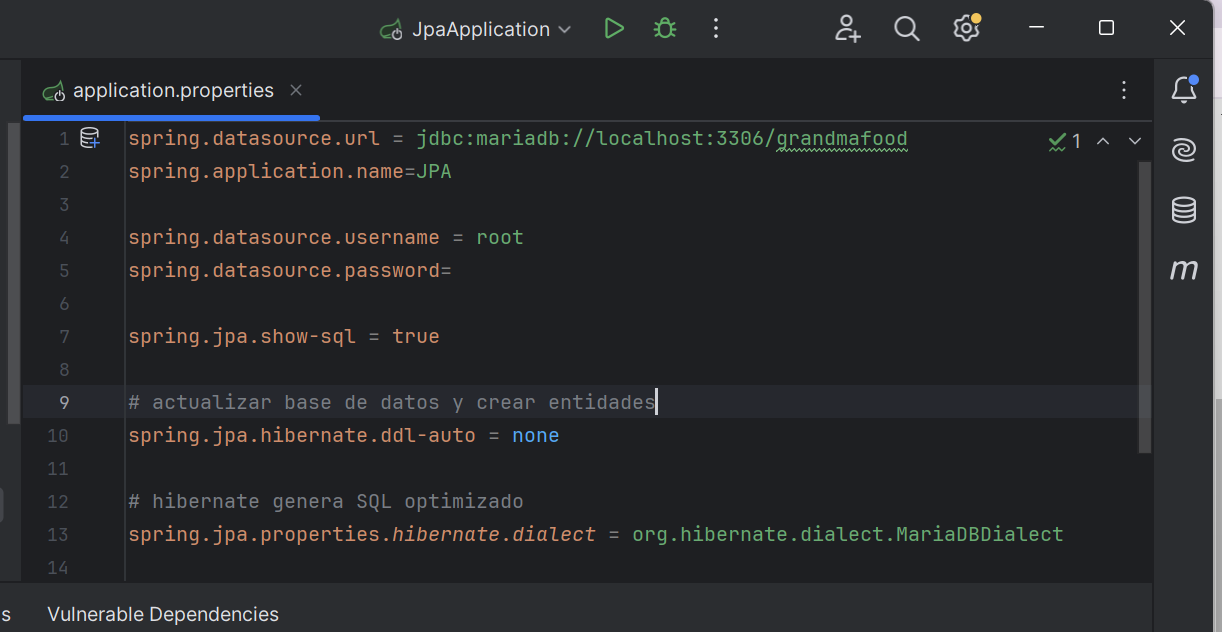 JpaApplication
application.properties
1 spring.datasource.url = jdbc:mariadb://localhost:3306/grandmafood
1
2 spring.application.name=JPA
3
4 spring.datasource.username = root
5 spring.datasource.password=
6
7 spring.jpa.show-sql = true
8
9 # actualizar base de datos y crear entidades
10 spring.jpa.hibernate.ddl-auto = none
11
12 # hibernate genera SQL optimizado
13 spring.jpa.properties.hibernate.dialect = org.hibernate.dialect.MariaDBDialect
14
s Vulnerable Dependencies
m